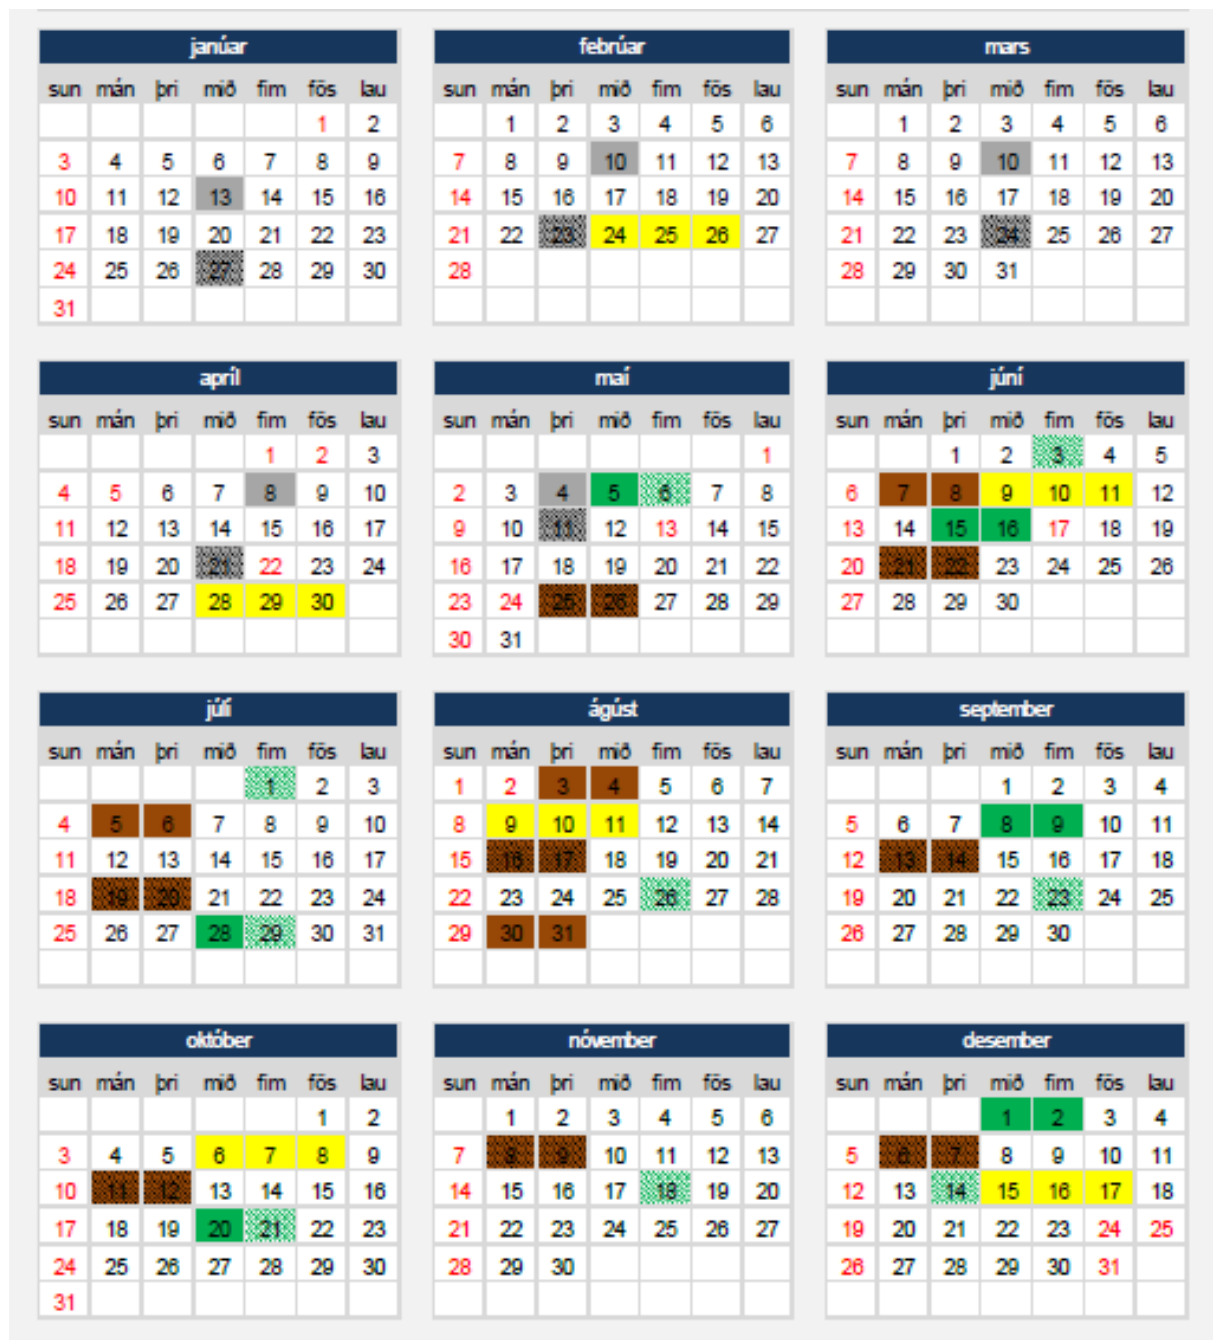 janúar febrúar mars
sun mán þri mið fim fös lau sun mán þri mið fim fös lau sun mán þri mið fim fös lau
1 2 1 2 3 4 5 6 1 2 3 4 5 6
3 4 5 6 7 8 9 7 8 9 10 11 12 13 7 8 9 10 11 12 13
10 11 12 13 14 15 16 14 15 16 17 18 19 20 14 15 16 17 18 19 20
17 18 19 20 21 22 23 21 22 23 24 25 26 27 21 22 23 24 25 26 27
24 25 26 27 28 29 30 28 28 29 30 31
31
apríl maí júní
sun mán þri mið fim fös lau sun mán þri mið fim fös lau sun mán þri mið fim fös lau
1 2 3 1 1 2 3 4 5
4 5 6 7 8 9 10 2 3 4 5 6 7 8 6 7 8 9 10 11 12
11 12 13 14 15 16 17 9 10 11 12 13 14 15 13 14 15 16 17 18 19
18 19 20 21 22 23 24 16 17 18 19 20 21 22 20 21 22 23 24 25 26
25 26 27 28 29 30 23 24 25 26 27 28 29 27 28 29 30
30 31
júlí ágúst september
sun mán þri mið fim fös lau sun mán þri mið fim fös lau sun mán þri mið fim fös lau
1 2 3 1 2 3 4 5 6 7 1 2 3 4
4 5 6 7 8 9 10 8 9 10 11 12 13 14 5 6 7 8 9 10 11
11 12 13 14 15 16 17 15 16 17 18 19 20 21 12 13 14 15 16 17 18
18 19 20 21 22 23 24 22 23 24 25 26 27 28 19 20 21 22 23 24 25
25 26 27 28 29 30 31 29 30 31 26 27 28 29 30
október nóvember desember
sun mán þri mið fim fös lau sun mán þri mið fim fös lau sun mán þri mið fim fös lau
1 2 1 2 3 4 5 6 1 2 3 4
3 4 5 6 7 8 9 7 8 9 10 11 12 13 5 6 7 8 9 10 11
10 11 12 13 14 15 16 14 15 16 17 18 19 20 12 13 14 15 16 17 18
17 18 19 20 21 22 23 21 22 23 24 25 26 27 19 20 21 22 23 24 25
24 25 26 27 28 29 30 28 29 30 26 27 28 29 30 31
31